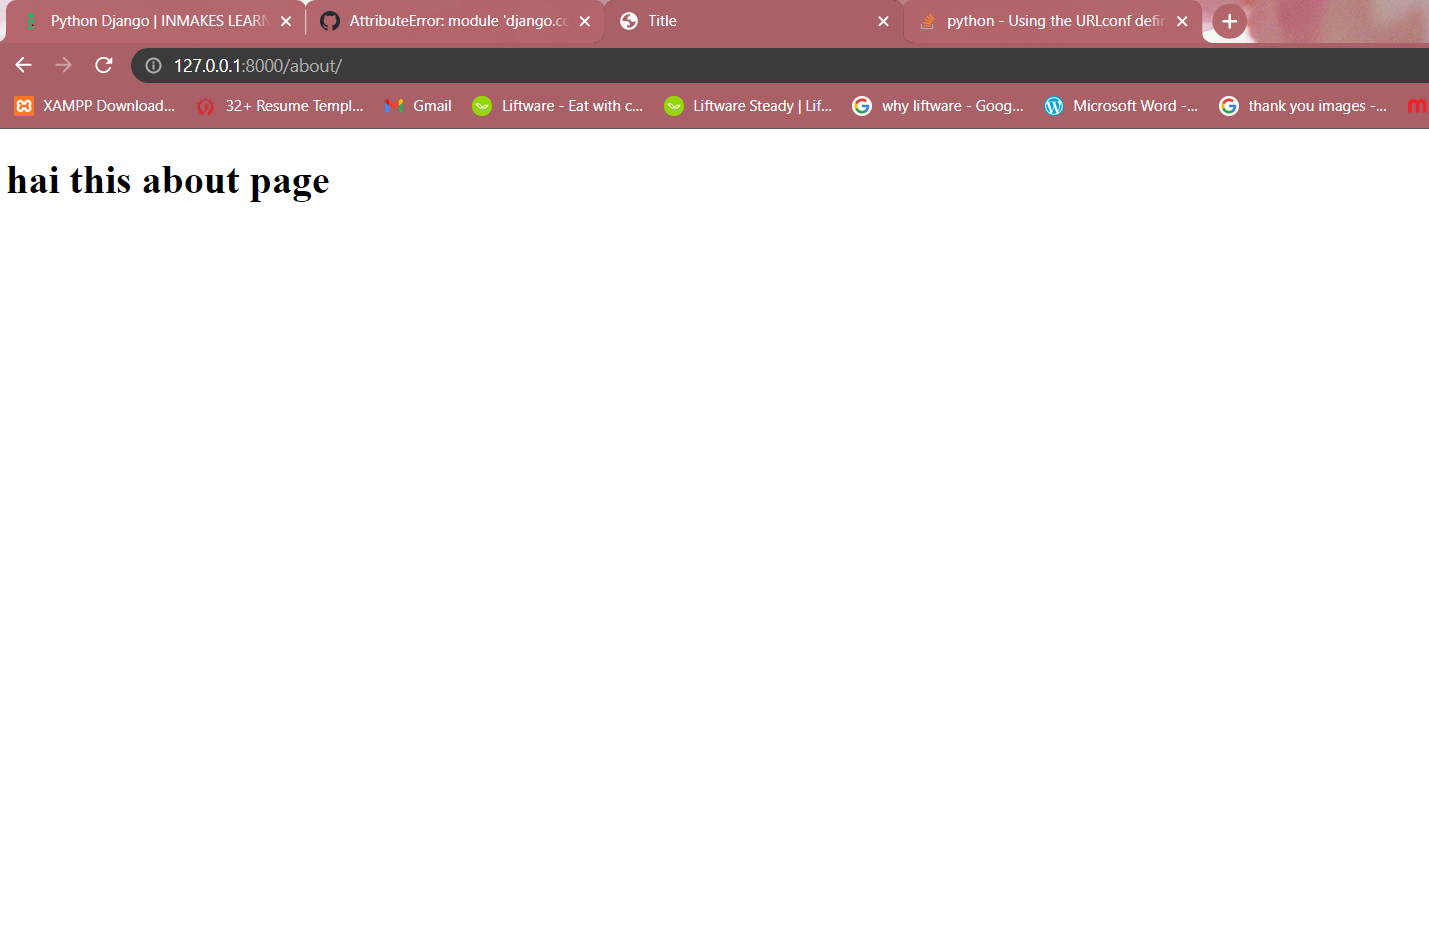 Python Django | INMAKES LEARN
AttributeError: module 'django.co
Title
python - Using the URLconf defin
127.0.0.1:8000/about/
XAMPP Download...
32+ Resume Templ...
Gmail
Liftware - Eat with c...
Liftware Steady | Lif...
why liftware - Goog...
Microsoft Word -...
thank you images -...
hai this about page